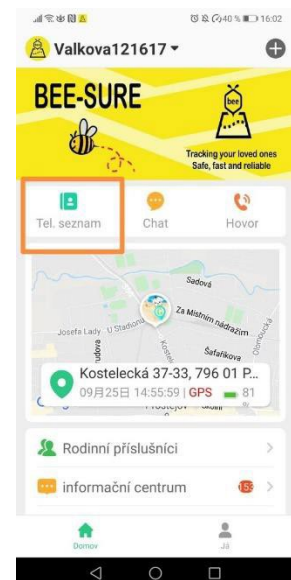 40 % 16:02
Valkova121617
BEE-SURE
bee
Tracking your loved ones
Safe, fast and reliable
Tel. seznam
Chat
Hovor
Sadová
Za Místním nádražím
Josefa Lady
U Stadionu
Šafaříkova
Kostelecká 37-33, 796 01 P...
09月25日 14:55:59 | GPS 81
Rodinní příslušníci
informační centrum
Domov
Já